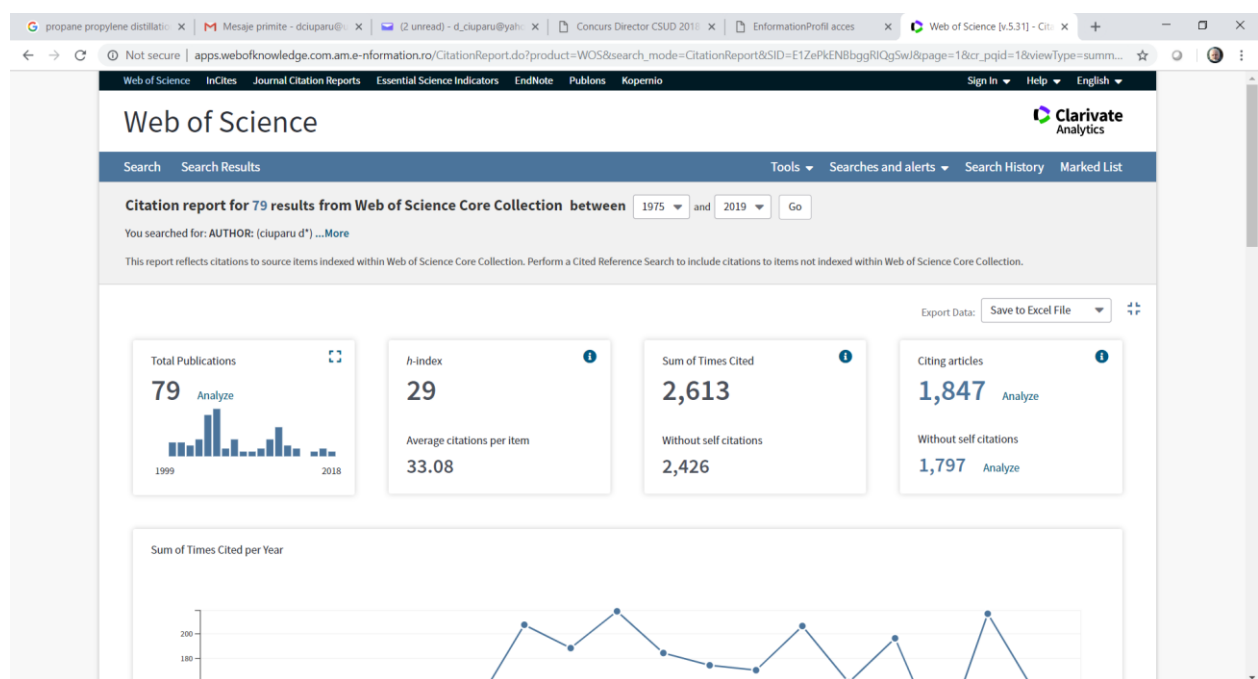 propane propylene distillatio
Mesaje primite - dciuparu@u
(2 unread) - d_ciuparu@yaho
Concurs Director CSUD 2018
EnformationProfil acces
Web of Science [v.5.31] - Cit
Not secure | apps.webofknowledge.com.am.e-nformation.ro/CitationReport.do?product=WOS&search_mode=CitationReport&SID=E1ZePkENBbggRIQgSwJ&page=1&cr_pqid=1&viewType=summ...
Web of Science InCites Journal Citation Reports Essential Science Indicators EndNote Publons Kopernio Sign In Help English
Web of Science
Clarivate
Analytics
Search Search Results Tools Searches and alerts Search History Marked List
Citation report for 79 results from Web of Science Core Collection between 1975 and 2019 Go
You searched for: AUTHOR: (ciuparu d*) ...More
This report reflects citations to source items indexed within Web of Science Core Collection. Perform a Cited Reference Search to include citations to items not indexed within Web of Science Core Collection.
Export Data: Save to Excel File
Total Publications
79 Analyze
1999 2018
h-index
29
Average citations per item
33.08
Sum of Times Cited
2,613
Without self citations
2,426
Citing articles
1,847 Analyze
Without self citations
1,797 Analyze
Sum of Times Cited per Year
200
180